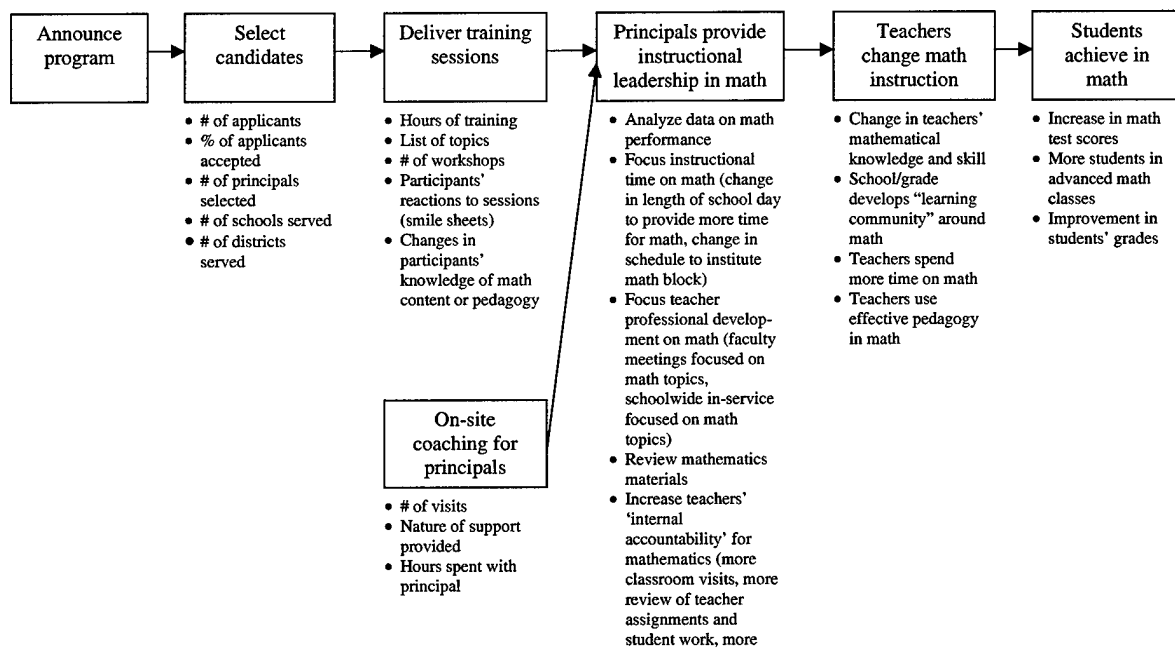 Announce
program
Select
candidates
Deliver training
sessions
Principals provide
instructional
leadership in math
Teachers
change math
instruction
Students
achieve in
math
• # of applicants
• % of applicants
accepted
• # of principals
selected
• # of schools served
• # of districts
served
• Hours of training
• List of topics
• # of workshops
• Participants'
reactions to sessions
(smile sheets)
• Changes in
participants'
knowledge of math
content or pedagogy
On-site
coaching for
principals
• # of visits
• Nature of support
provided
• Hours spent with
principal
• Analyze data on math
performance
• Focus instructional
time on math (change
in length of school day
to provide more time
for math, change in
schedule to institute
math block)
• Focus teacher
professional develop-
ment on math (faculty
meetings focused on
math topics,
schoolwide in-service
focused on math
topics)
• Review mathematics
materials
• Increase teachers'
'internal
accountability' for
mathematics (more
classroom visits, more
review of teacher
assignments and
student work, more
• Change in teachers'
mathematical
knowledge and skill
• School/grade
develops "learning
community" around
math
• Teachers spend
more time on math
• Teachers use
effective pedagogy
in math
• Increase in math
test scores
• More students in
advanced math
classes
• Improvement in
students' grades